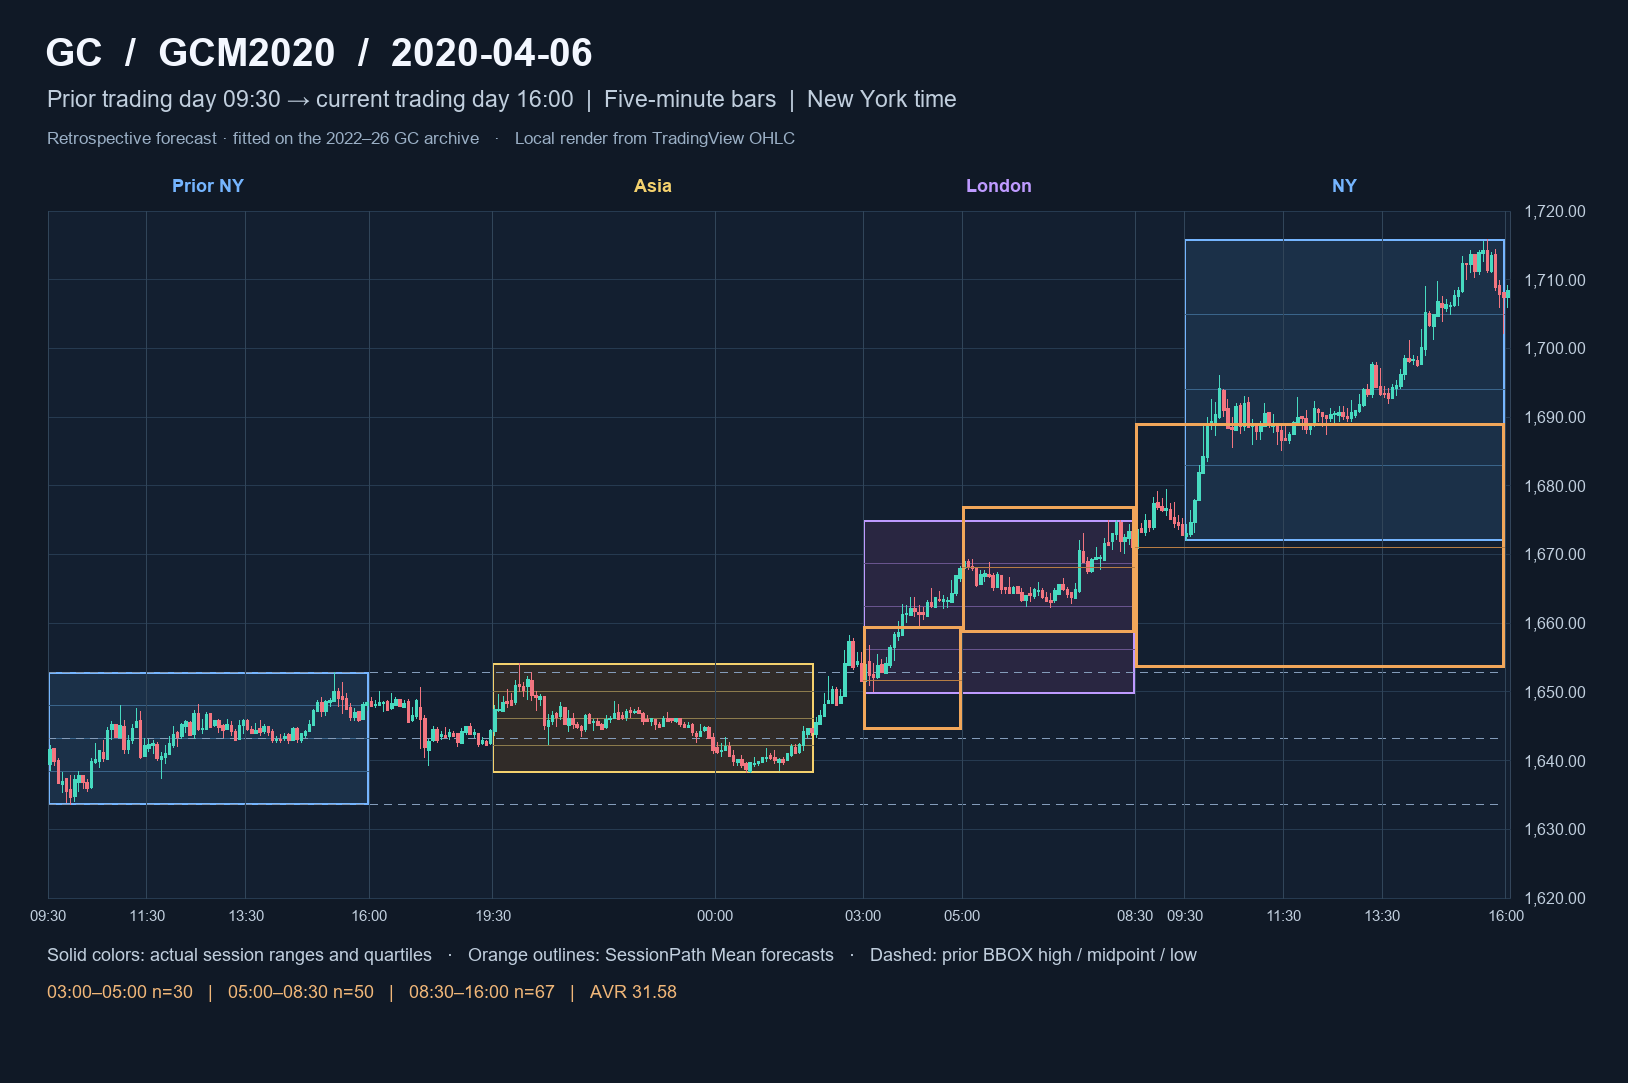 GC / GCM2020 / 2020-04-06
Prior trading day 09:30 → current trading day 16:00 | Five-minute bars | New York time
Retrospective forecast · fitted on the 2022–26 GC archive · Local render from TradingView OHLC
Prior NY Asia London NY
1,720.00
1,710.00
1,700.00
1,690.00
1,680.00
1,670.00
1,660.00
1,650.00
1,640.00
1,630.00
1,620.00
09:30 11:30 13:30 16:00 19:30 00:00 03:00 05:00 08:30 09:30 11:30 13:30 16:00
Solid colors: actual session ranges and quartiles · Orange outlines: SessionPath Mean forecasts · Dashed: prior BBOX high / midpoint / low
03:00–05:00 n=30 | 05:00–08:30 n=50 | 08:30–16:00 n=67 | AVR 31.58